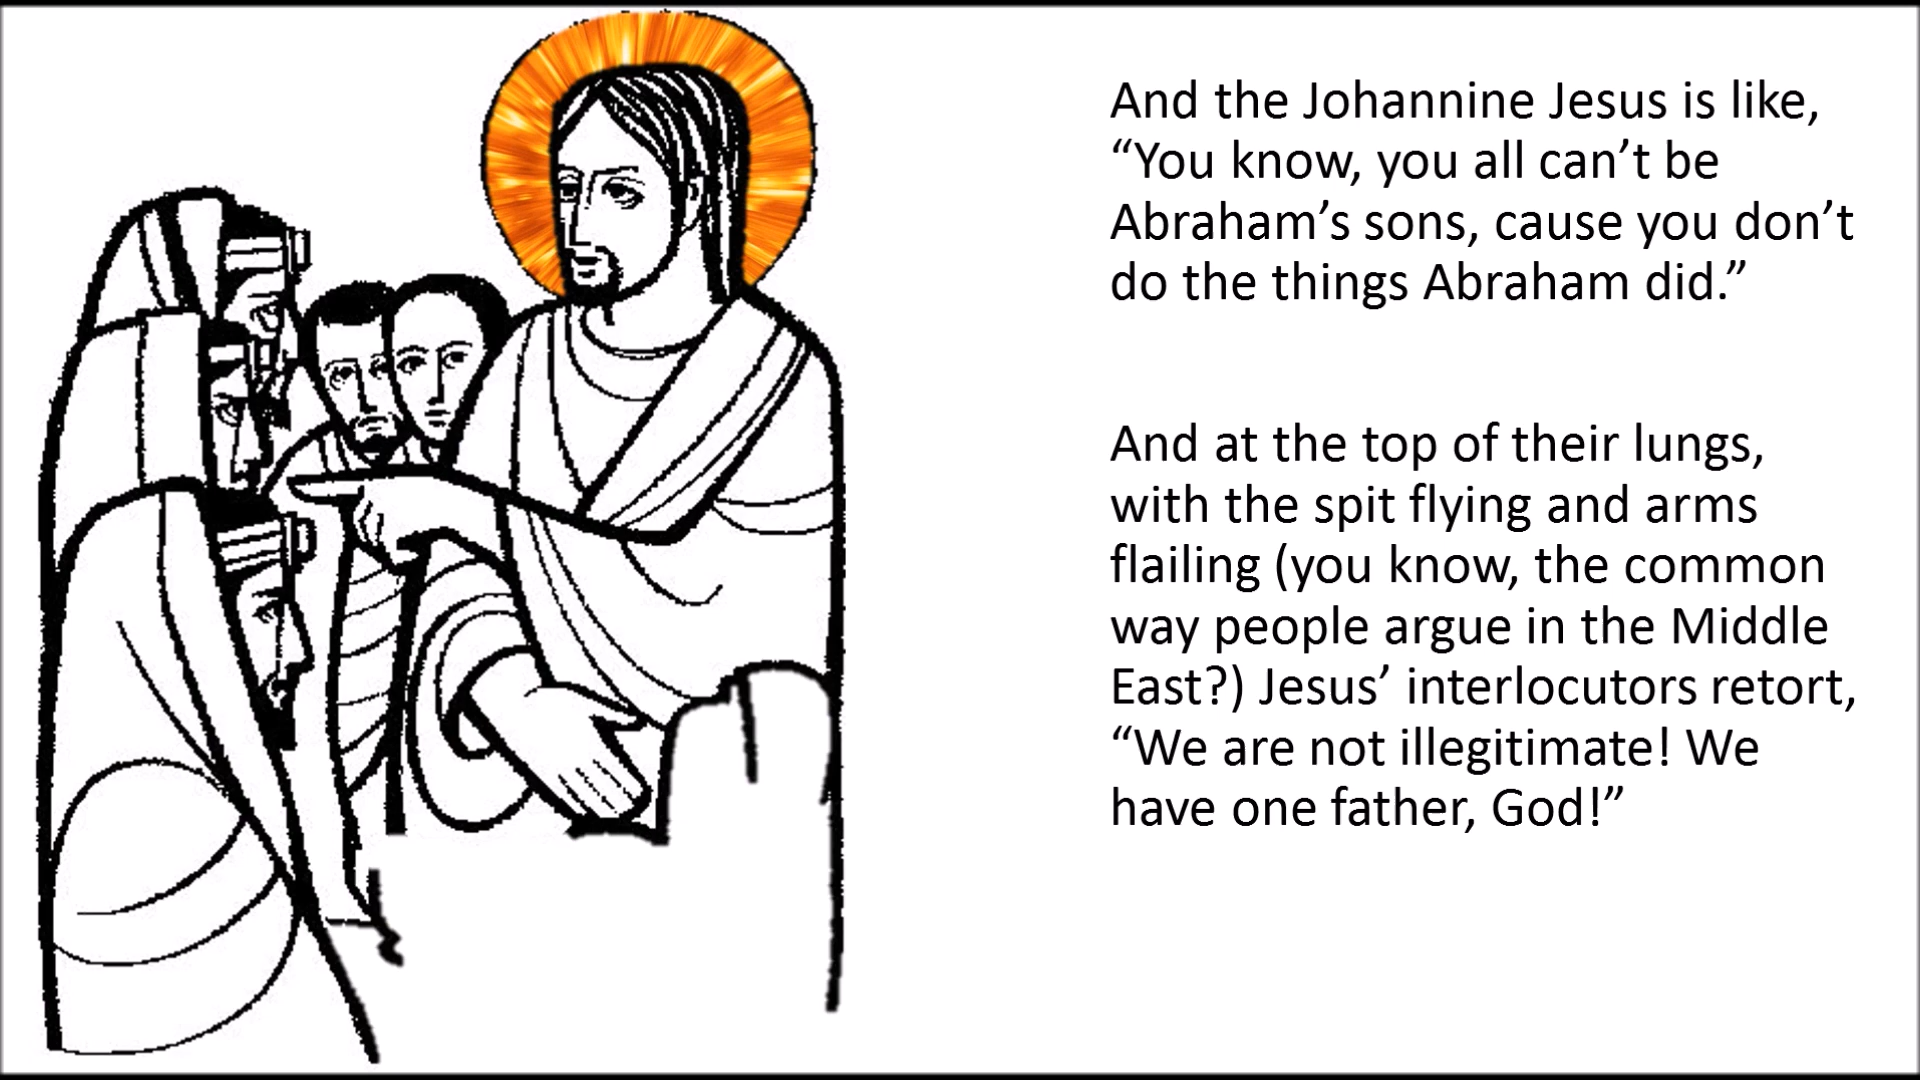 And the Johannine Jesus is like,
“You know, you all can’t be
Abraham’s sons, cause you don’t
do the things Abraham did.”
And at the top of their lungs,
with the spit flying and arms
flailing (you know, the common
way people argue in the Middle
East?) Jesus’ interlocutors retort,
“We are not illegitimate! We
have one father, God!”